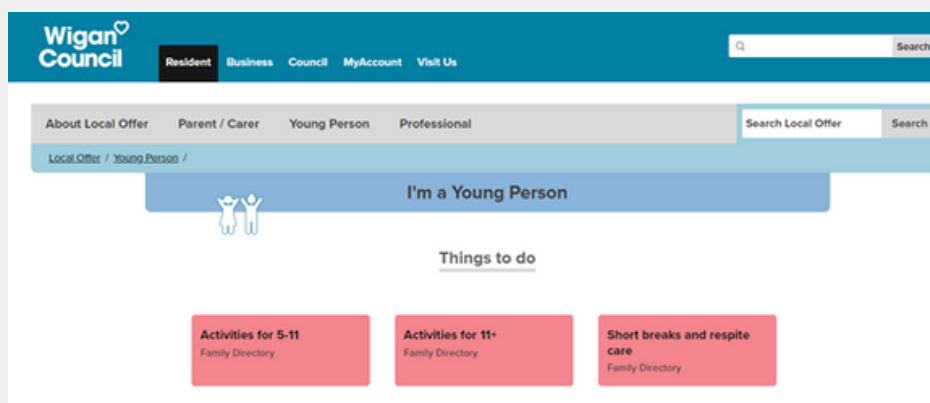 Wigan
Council
Resident Business Council MyAccount Visit Us
Search
About Local Offer Parent / Carer Young Person Professional
Search Local Offer Search
Local Offer / Young Person /
I'm a Young Person
Things to do
Activities for 5-11
Family Directory
Activities for 11+
Family Directory
Short breaks and respite
care
Family Directory